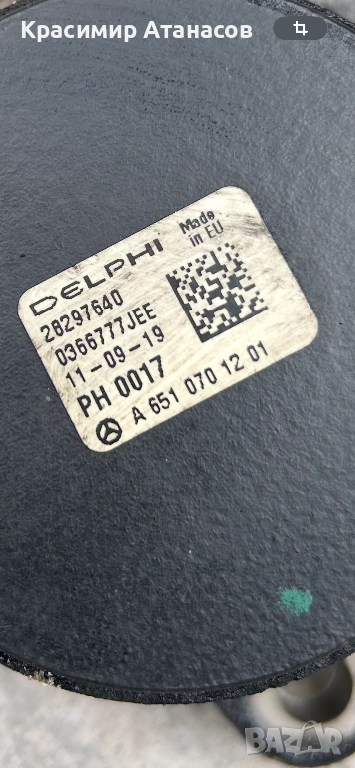 Красимир Атанасов
DELPHI
Made
in EU
28297640
0366777JEE
11-09-19
PH 0017
A 651 070 12 01
BAZAR